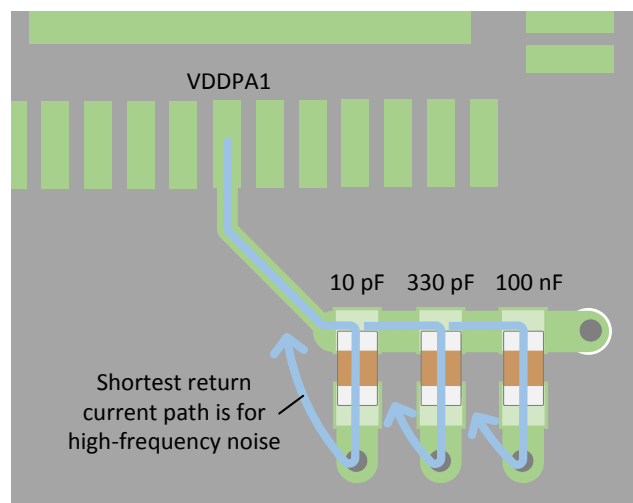 VDDPA1
10 pF 330 pF 100 nF
Shortest return
current path is for
high-frequency noise